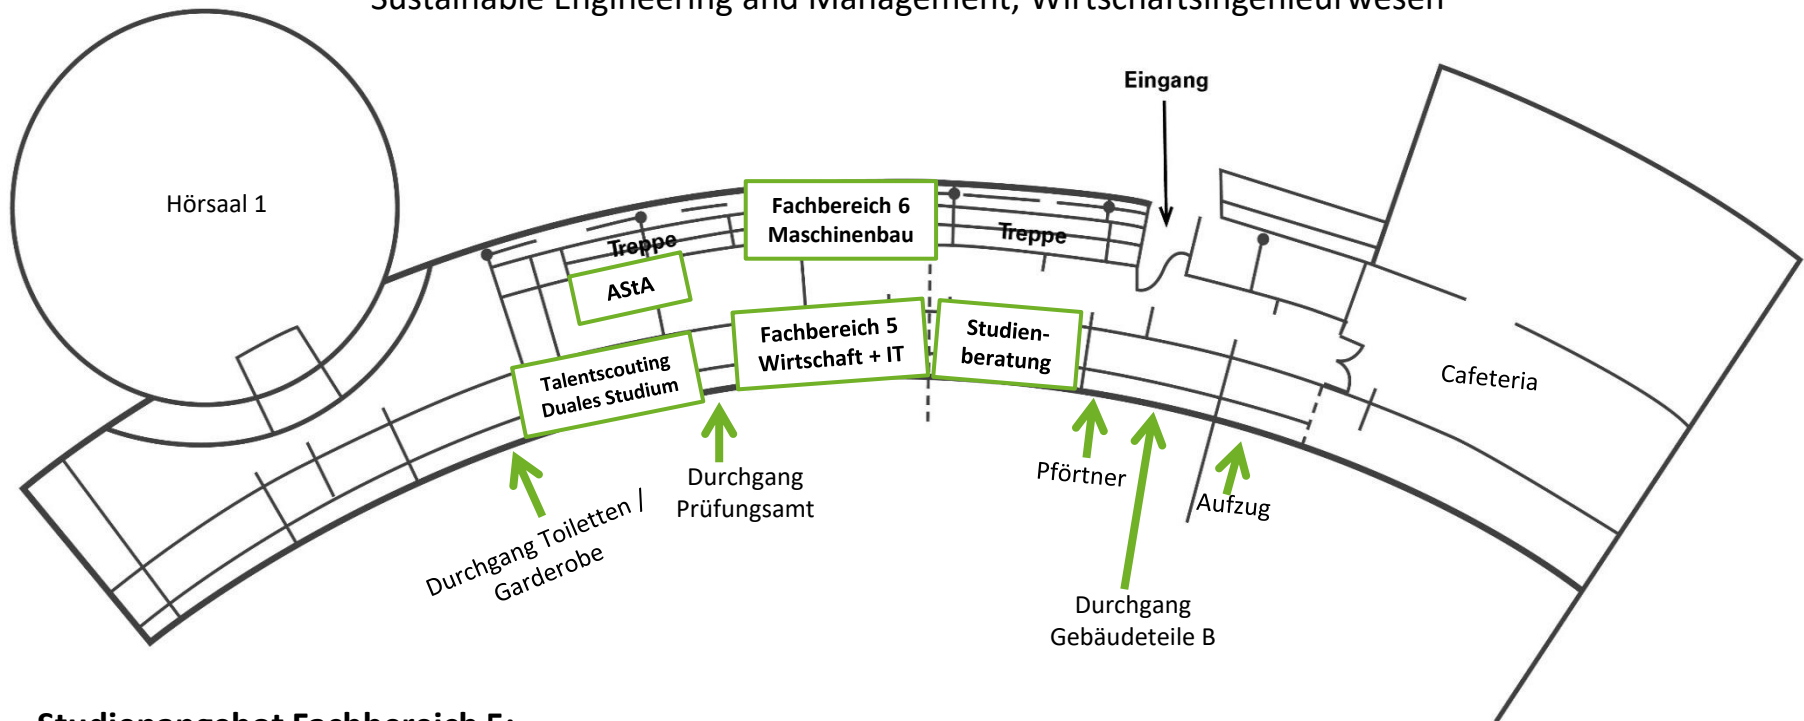 Sustainable Engineering and Management, Wirtschaftsingenieurwesen
Eingang
Hörsaal 1
Fachbereich 6
Maschinenbau
Treppe
Treppe
AStA
Fachbereich 5
Wirtschaft + IT
Studien-
beratung
Talentscouting
Duales Studium
Cafeteria
Durchgang Toiletten /
Garderobe
Durchgang
Prüfungsamt
Pförtner
Aufzug
Durchgang
Gebäudeteile B
Studienangebot Fachbereich 5: